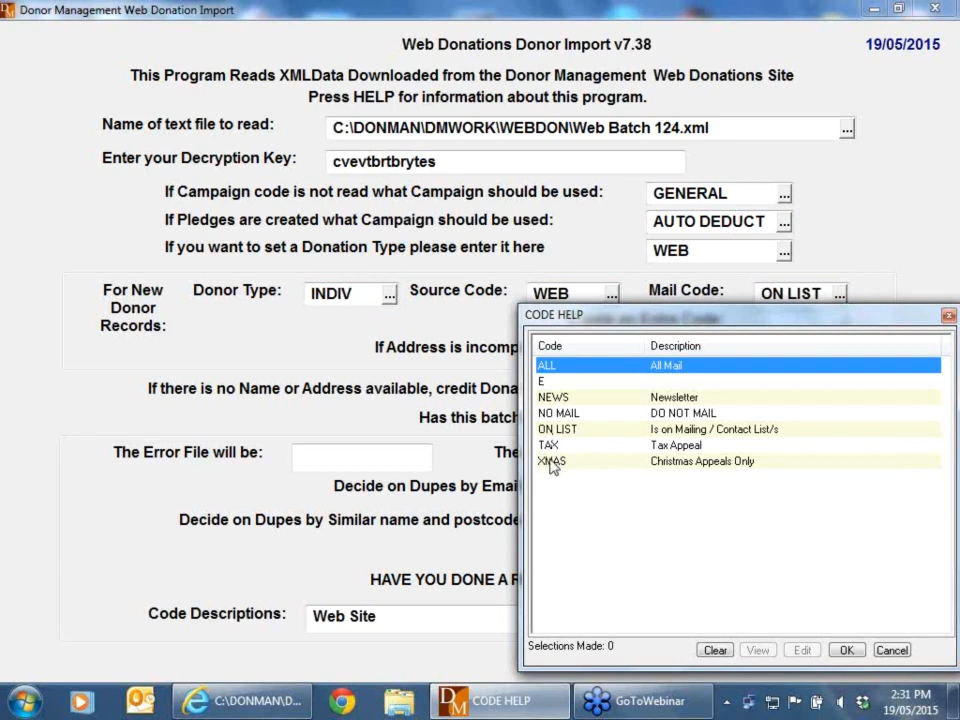 Donor Management Web Donation Import
Web Donations Donor Import v7.38
19/05/2015
This Program Reads XMLData Downloaded from the Donor Management Web Donations Site
Press HELP for information about this program.
Name of text file to read:
C:\DONMAN\DMWORK\WEBDON\Web Batch 124.xml
...
Enter your Decryption Key:
cvevtbrtbrytes
If Campaign code is not read what Campaign should be used:
GENERAL
...
If Pledges are created what Campaign should be used:
AUTO DEDUCT
...
If you want to set a Donation Type please enter it here
WEB
...
For New
Donor
Records:
Donor Type:
INDIV
...
Source Code:
WEB
...
Mail Code:
ON LIST
...
If Address is incomp
If there is no Name or Address available, credit Dona
Has this batch
The Error File will be:
The
Decide on Dupes by Emai
Decide on Dupes by Similar name and postcode
HAVE YOU DONE A
Code Descriptions:
Web Site
CODE HELP
Code Description
ALL All Mail
E
NEWS Newsletter
NO MAIL DO NOT MAIL
ON LIST Is on Mailing / Contact List/s
TAX Tax Appeal
XMAS Christmas Appeals Only
Selections Made: 0
Clear
View
Edit
OK
Cancel
C:\DONMAN\D...
CODE HELP
GoToWebinar
2:31 PM
19/05/2015